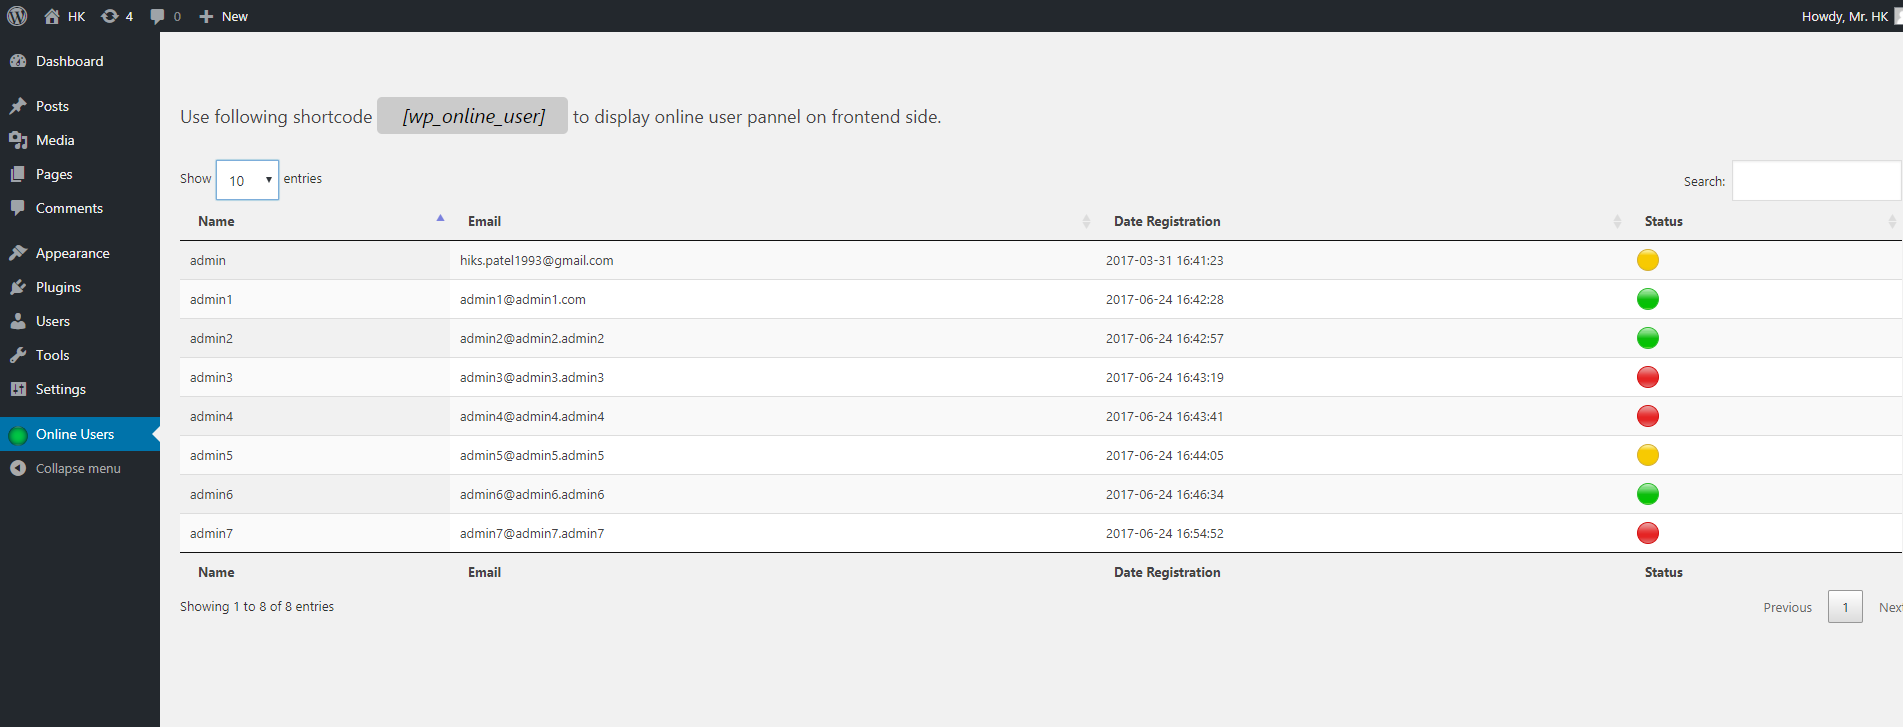 HK 4 0 New Howdy, Mr. HK
Dashboard
Posts
Media
Pages
Comments
Appearance
Plugins
Users
Tools
Settings
Online Users
Collapse menu
Use following shortcode [wp_online_user] to display online user pannel on frontend side.
Show 10 entries Search:
Name Email Date Registration Status
admin hiks.patel1993@gmail.com 2017-03-31 16:41:23
admin1 admin1@admin1.com 2017-06-24 16:42:28
admin2 admin2@admin2.admin2 2017-06-24 16:42:57
admin3 admin3@admin3.admin3 2017-06-24 16:43:19
admin4 admin4@admin4.admin4 2017-06-24 16:43:41
admin5 admin5@admin5.admin5 2017-06-24 16:44:05
admin6 admin6@admin6.admin6 2017-06-24 16:46:34
admin7 admin7@admin7.admin7 2017-06-24 16:54:52
Name Email Date Registration Status
Showing 1 to 8 of 8 entries Previous 1 Next